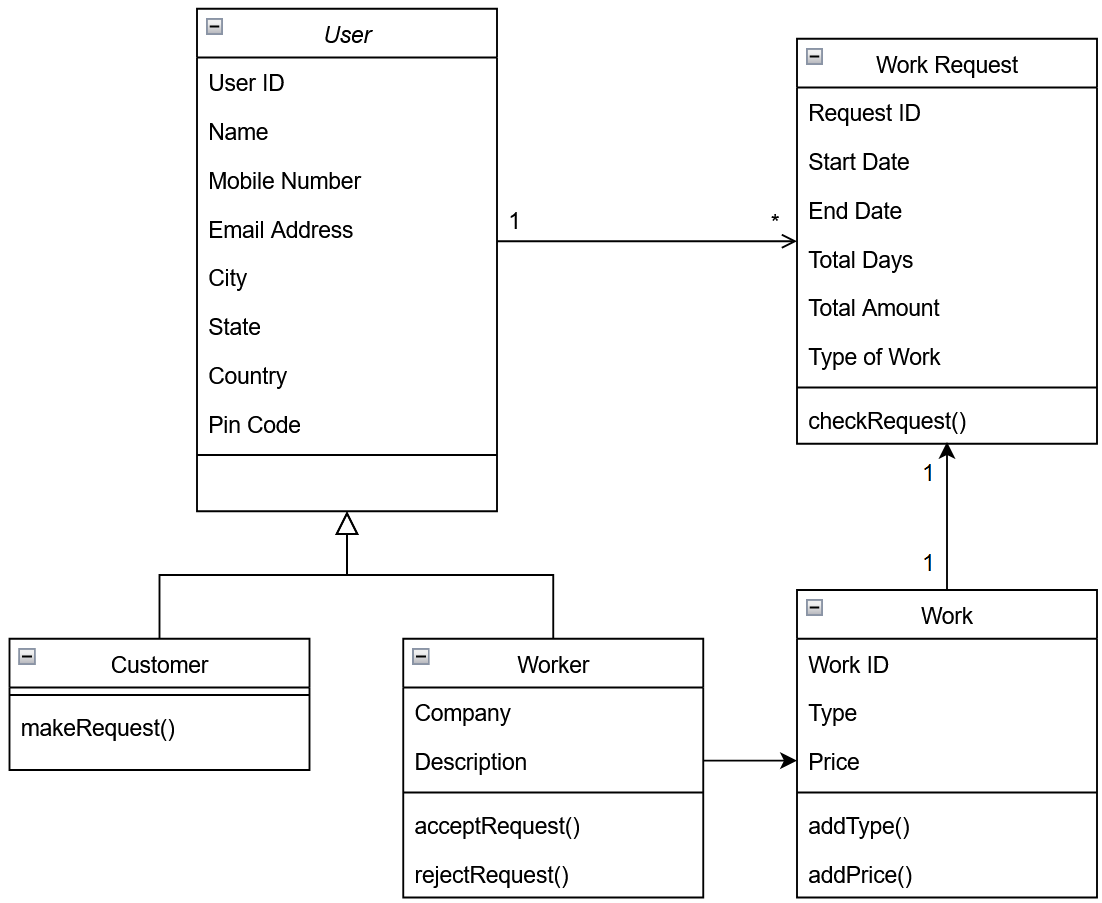 User
User ID
Name
Mobile Number
Email Address
City
State
Country
Pin Code
1
*
Work Request
Request ID
Start Date
End Date
Total Days
Total Amount
Type of Work
checkRequest()
1
1
Customer
makeRequest()
Worker
Company
Description
acceptRequest()
rejectRequest()
Work
Work ID
Type
Price
addType()
addPrice()